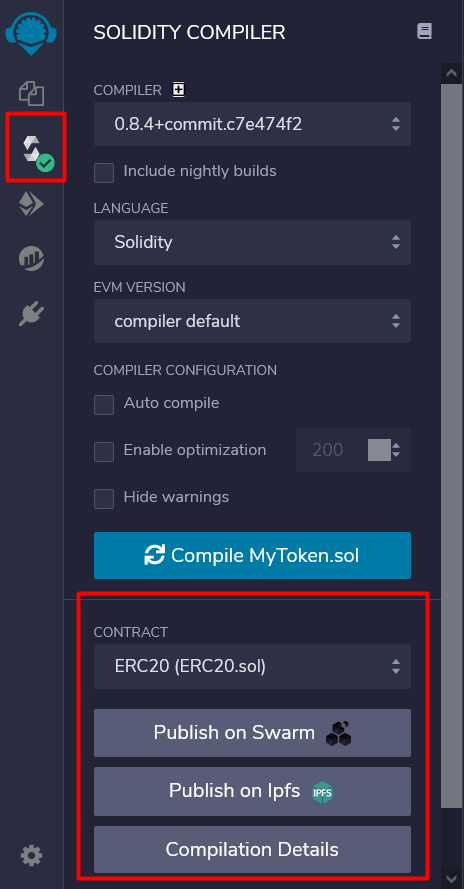 SOLIDITY COMPILER
COMPILER
0.8.4+commit.c7e474f2
Include nightly builds
LANGUAGE
Solidity
EVM VERSION
compiler default
COMPILER CONFIGURATION
Auto compile
Enable optimization 200
Hide warnings
Compile MyToken.sol
CONTRACT
ERC20 (ERC20.sol)
Publish on Swarm
Publish on Ipfs IPFS
Compilation Details